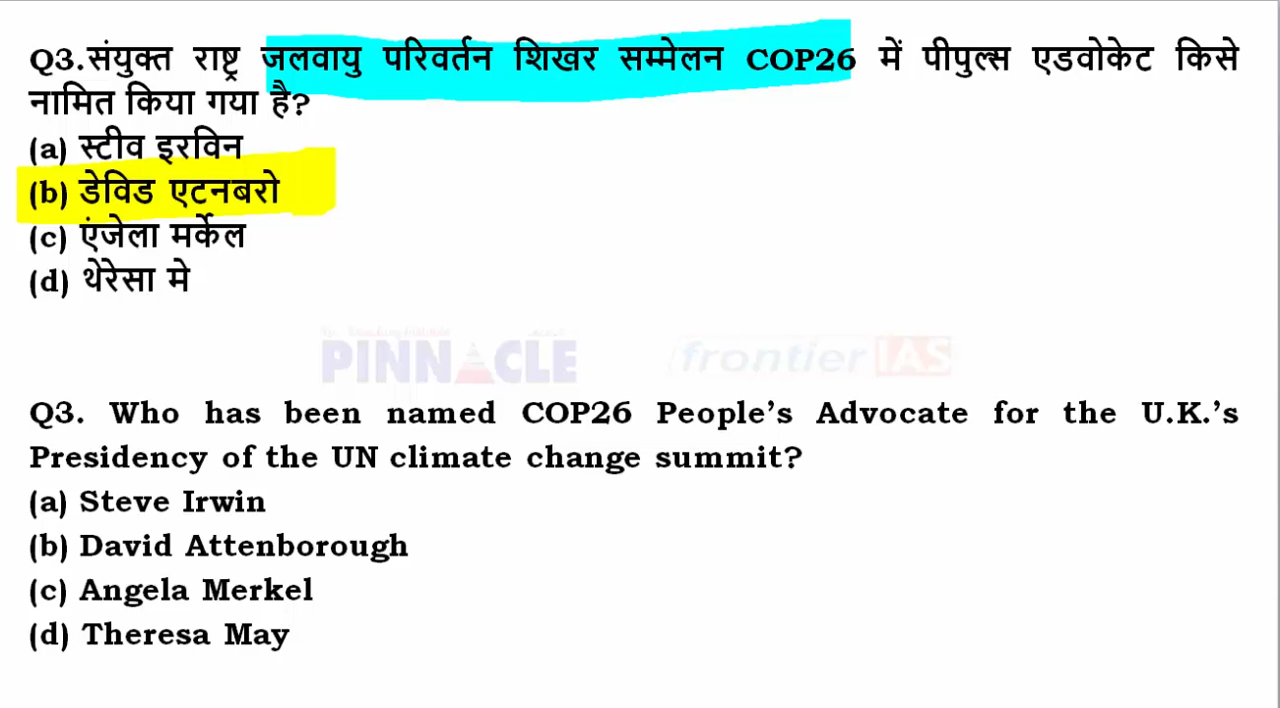 Q3.संयुक्त राष्ट्र जलवायु परिवर्तन शिखर सम्मेलन COP26 में पीपुल्स एडवोकेट किसे
नामित किया गया है?
(a) स्टीव इरविन
(b) डेविड एटनबरो
(c) एंजेला मर्केल
(d) थेरेसा मे
PINNACLE frontier IAS
Q3. Who has been named COP26 People’s Advocate for the U.K.’s
Presidency of the UN climate change summit?
(a) Steve Irwin
(b) David Attenborough
(c) Angela Merkel
(d) Theresa May